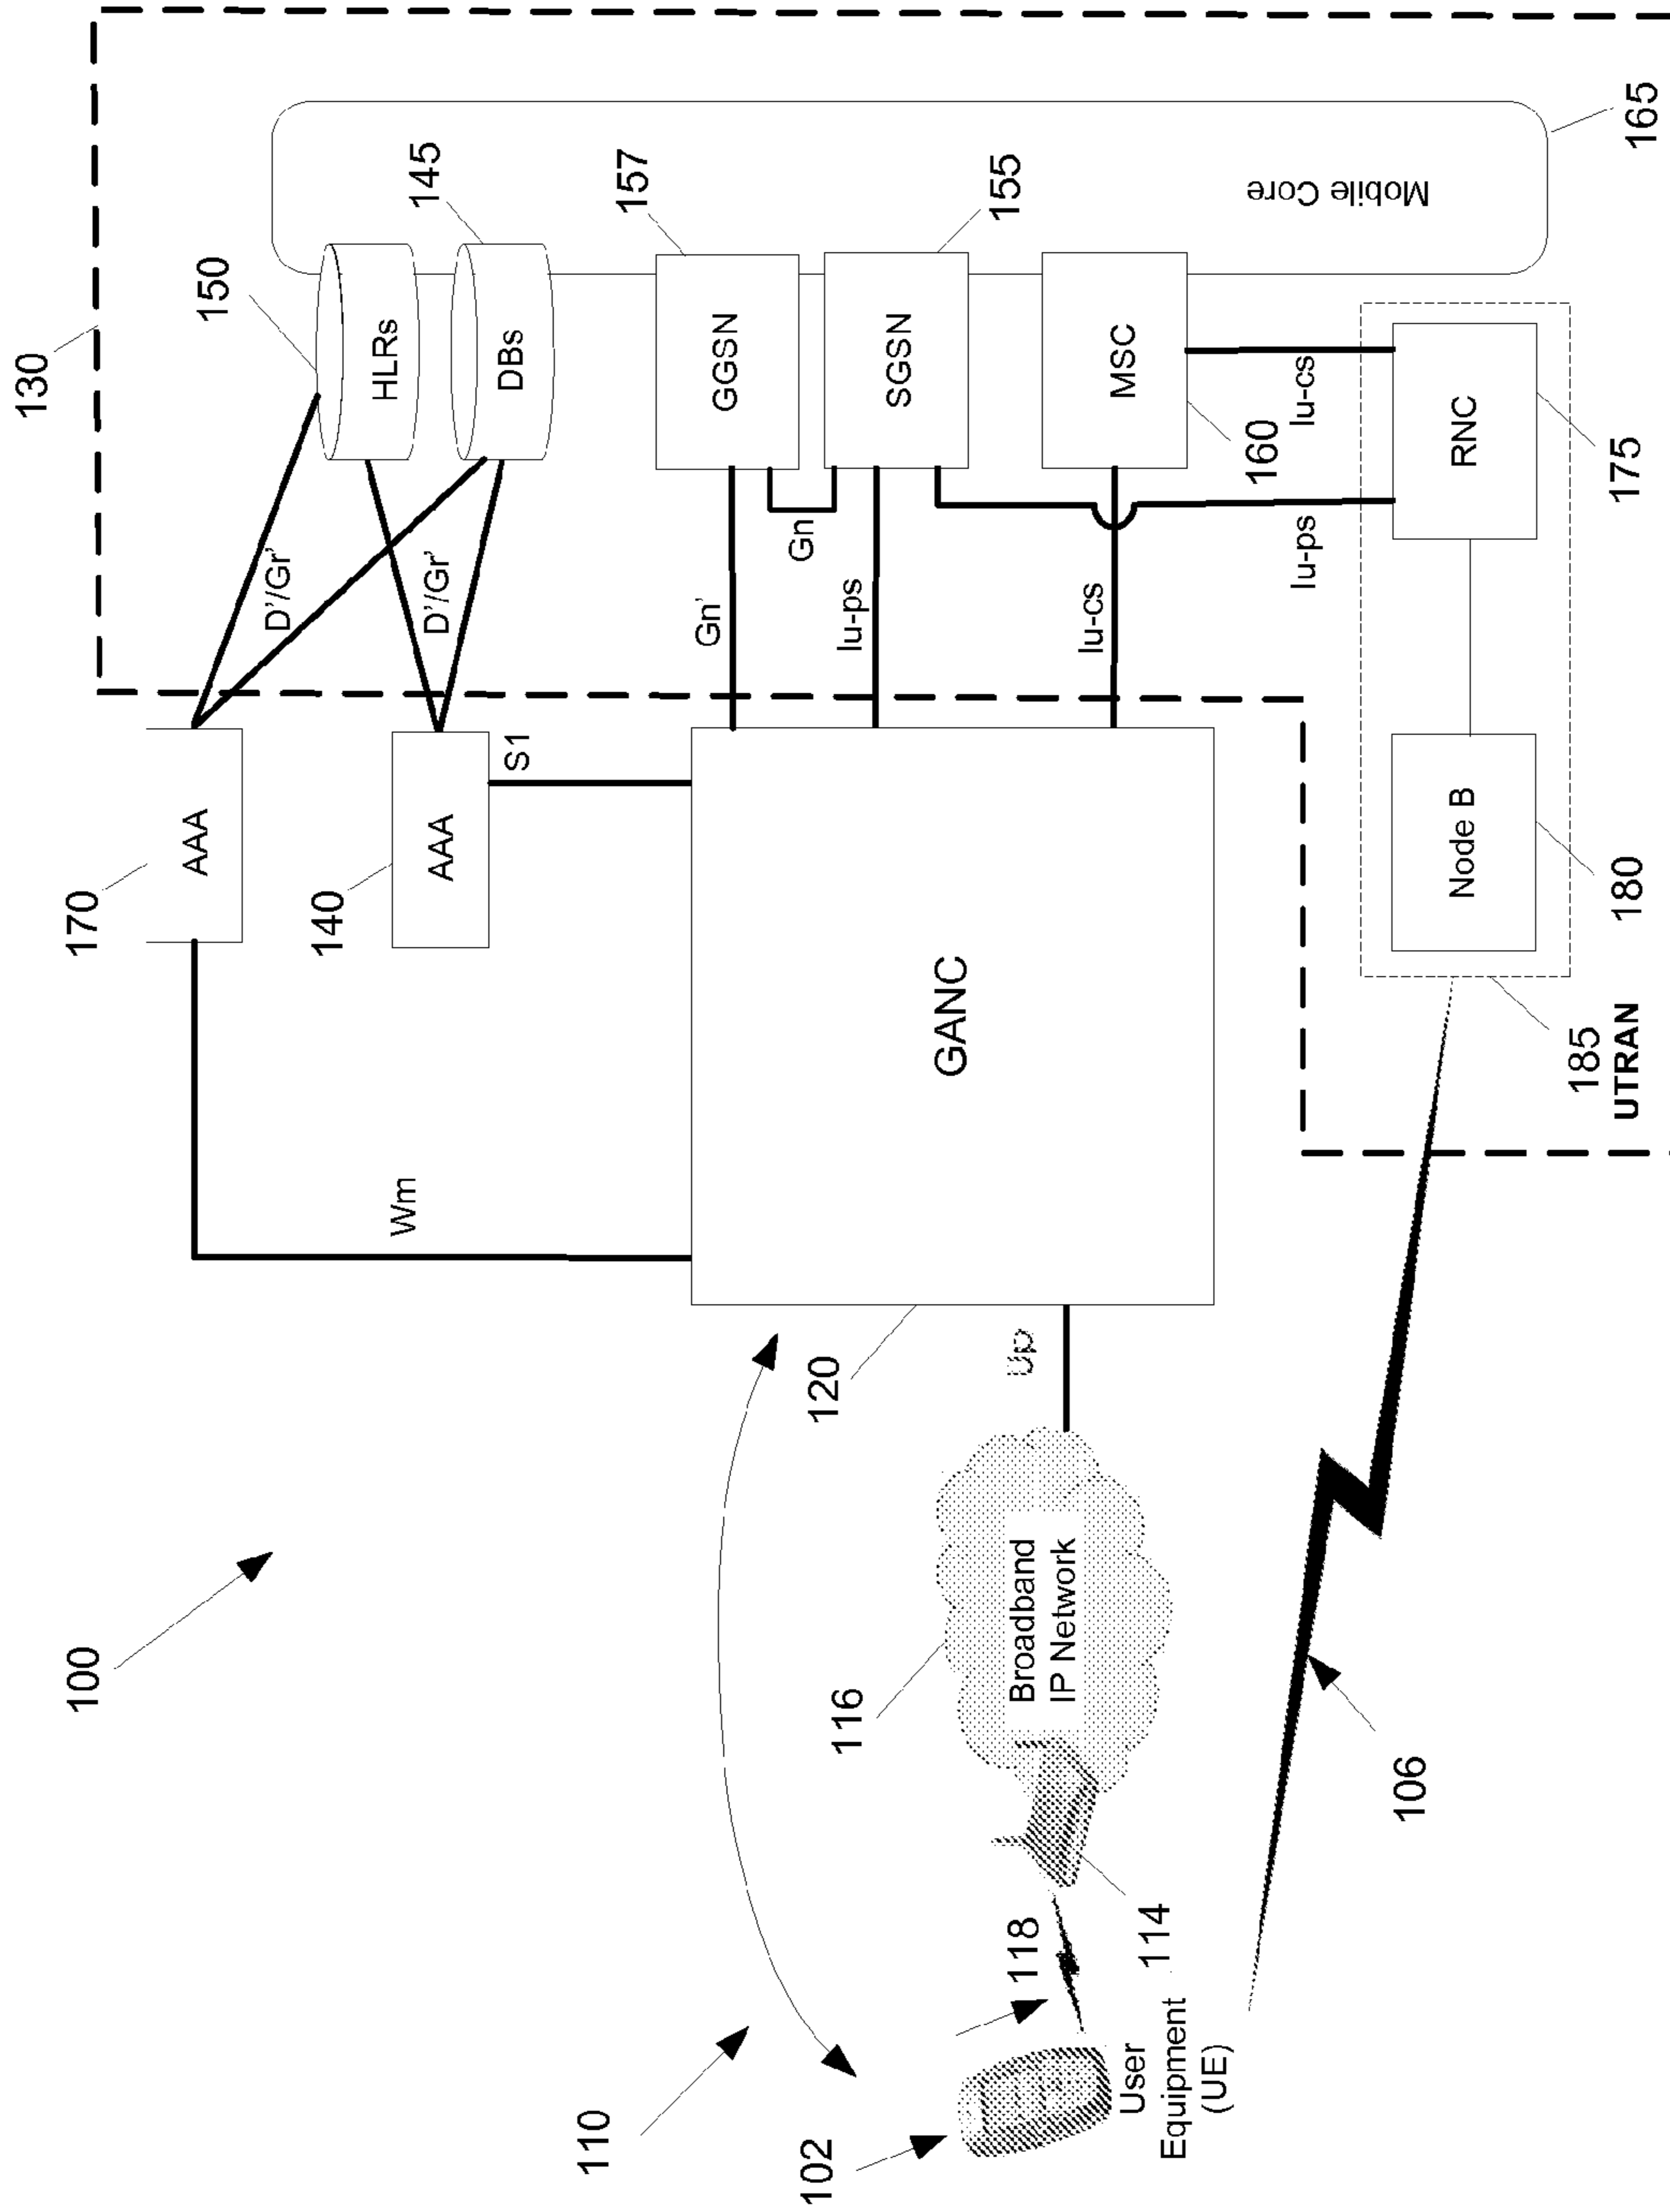 100
130
170
AAA
Wm
140
AAA
S1
D'/Gr'
D'/Gr'
150
HLRs
145
DBs
157
GGSN
Gn'
Gn
155
SGSN
Iu-ps
MSC
160
Iu-cs
Iu-cs
Iu-ps
Mobile Core
165
GANC
120
Up
110
102
User
Equipment
(UE)
118
114
116
Broadband
IP Network
106
RNC
175
Node B
180
185
UTRAN